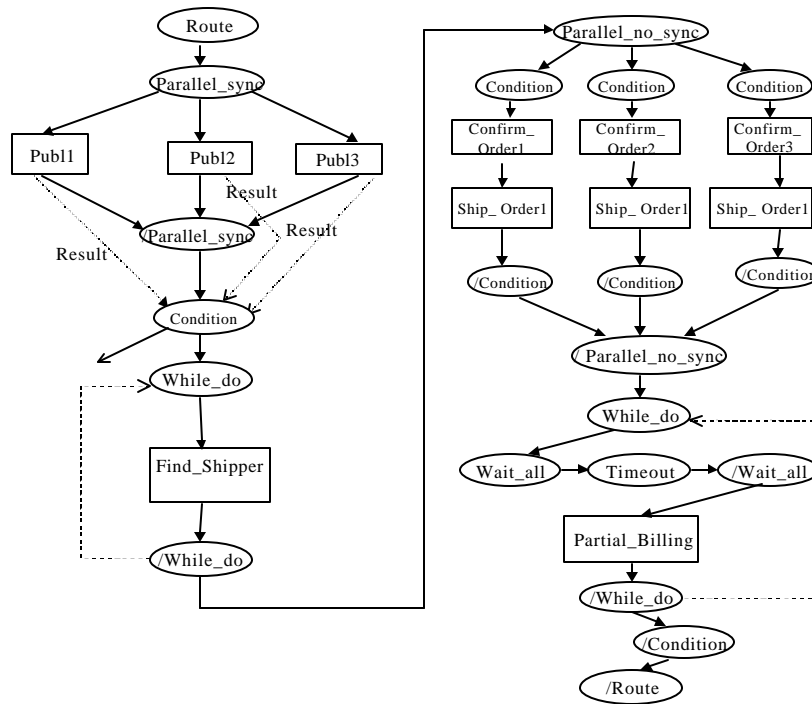 Route
Parallel_sync
Publ1
Publ2
Publ3
Result
Result
Result
/Parallel_sync
Condition
While_do
Find_Shipper
/While_do
Parallel_no_sync
Condition
Condition
Condition
Confirm_
Order1
Confirm_
Order2
Confirm_
Order3
Ship_ Order1
Ship_ Order1
Ship_ Order1
/Condition
/Condition
/Condition
/ Parallel_no_sync
While_do
Wait_all
Timeout
/Wait_all
Partial_Billing
/While_do
/Condition
/Route